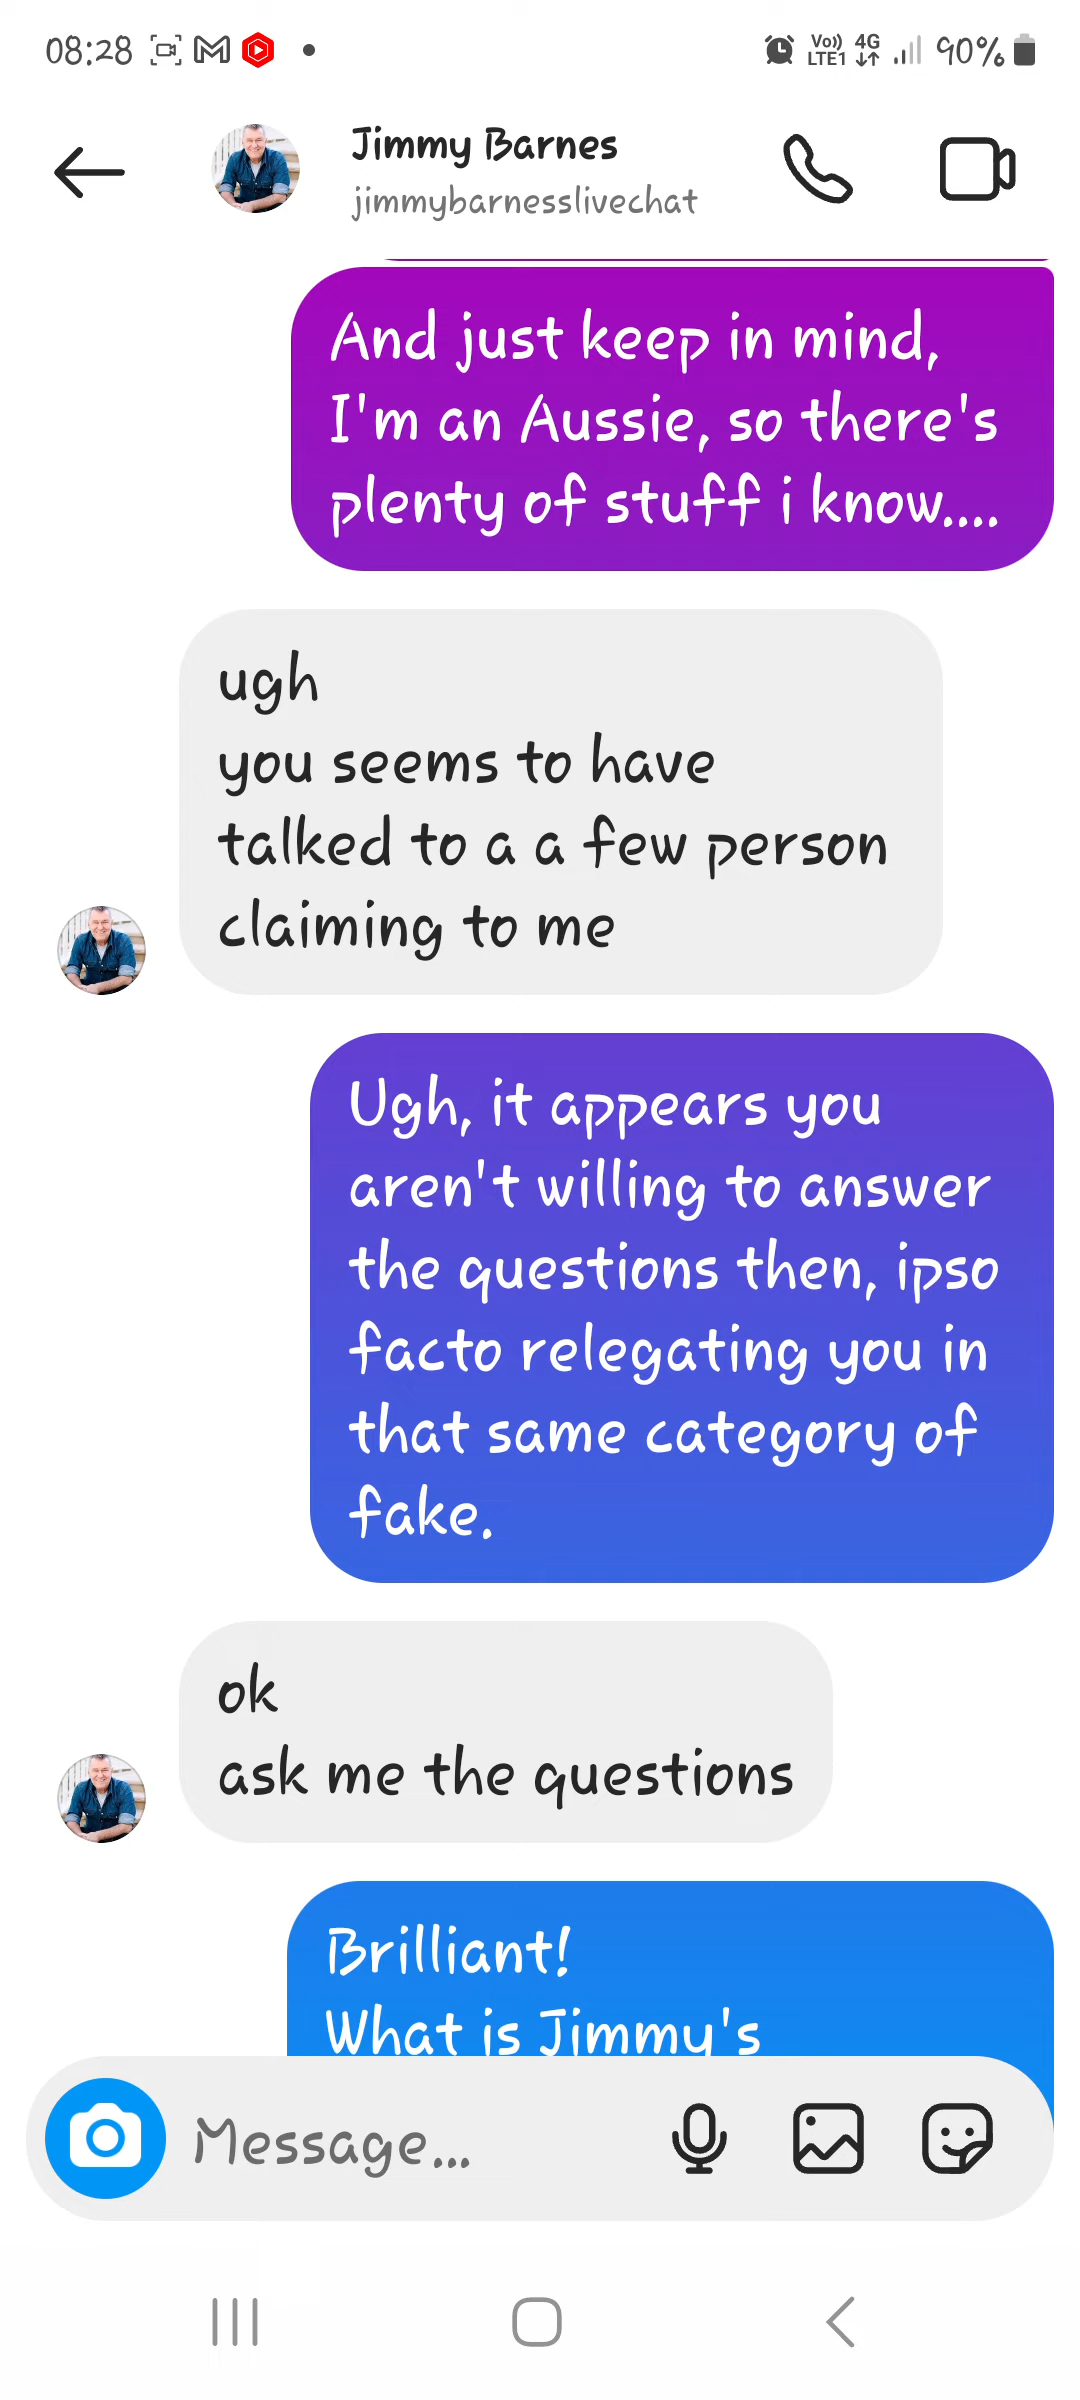 08:28 Vo)) LTE1 4G 90%
Jimmy Barnes
jimmybarnesslivechat
And just keep in mind,
I'm an Aussie, so there's
plenty of stuff i know....
ugh
you seems to have
talked to a a few person
claiming to me
Ugh, it appears you
aren't willing to answer
the questions then, ipso
facto relegating you in
that same category of
fake.
ok
ask me the questions
Brilliant!
What is Jimmy's
Message...